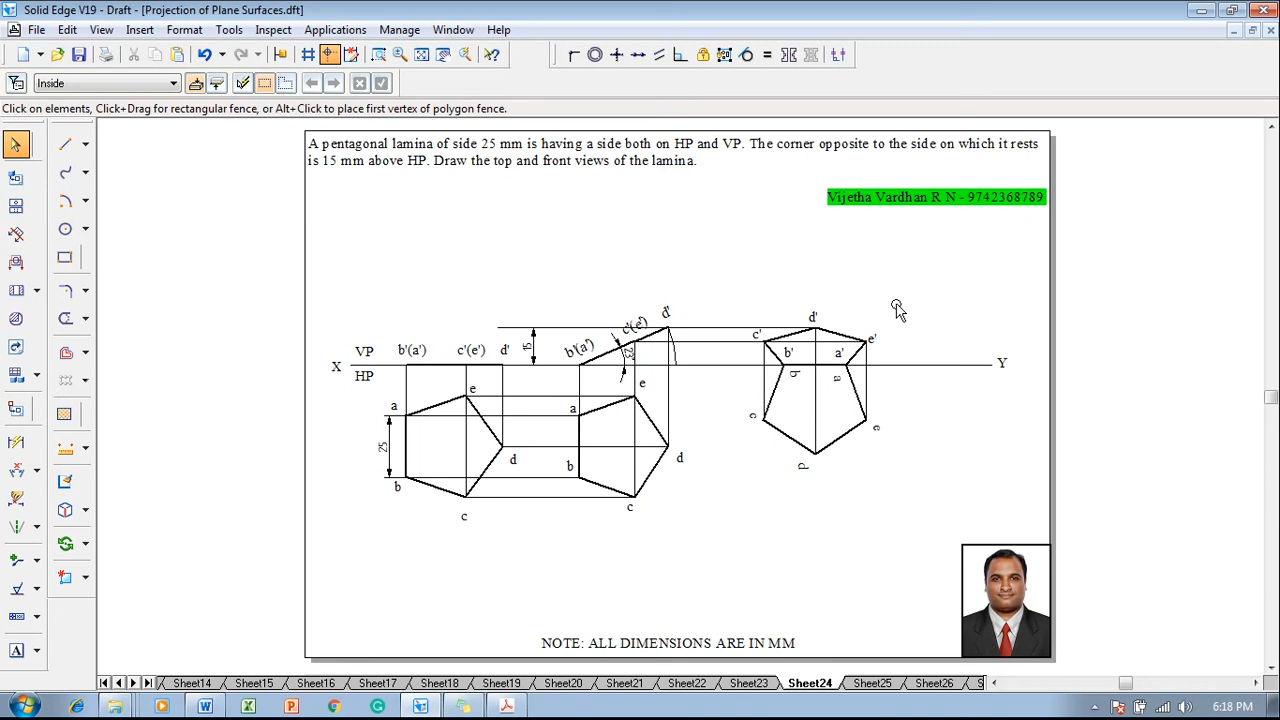 Solid Edge V19 - Draft - [Projection of Plane Surfaces.dft]
File Edit View Insert Format Tools Inspect Applications Manage Window Help
Inside
Click on elements, Click+Drag for rectangular fence, or Alt+Click to place first vertex of polygon fence.
A pentagonal lamina of side 25 mm is having a side both on HP and VP. The corner opposite to the side on which it rests
is 15 mm above HP. Draw the top and front views of the lamina.
Vijetha Vardhan R N - 9742368789
d'
c'(e')
d'
15
b'(a')
23°
c'
e'
X
VP
HP
b'(a')
c'(e')
d'
b'
a'
Y
a
e
a
e
b
a
25
b
c
d
b
c
d
c
d
e
NOTE: ALL DIMENSIONS ARE IN MM
Sheet14 Sheet15 Sheet16 Sheet17 Sheet18 Sheet19 Sheet20 Sheet21 Sheet22 Sheet23 Sheet24 Sheet25 Sheet26 S
6:18 PM